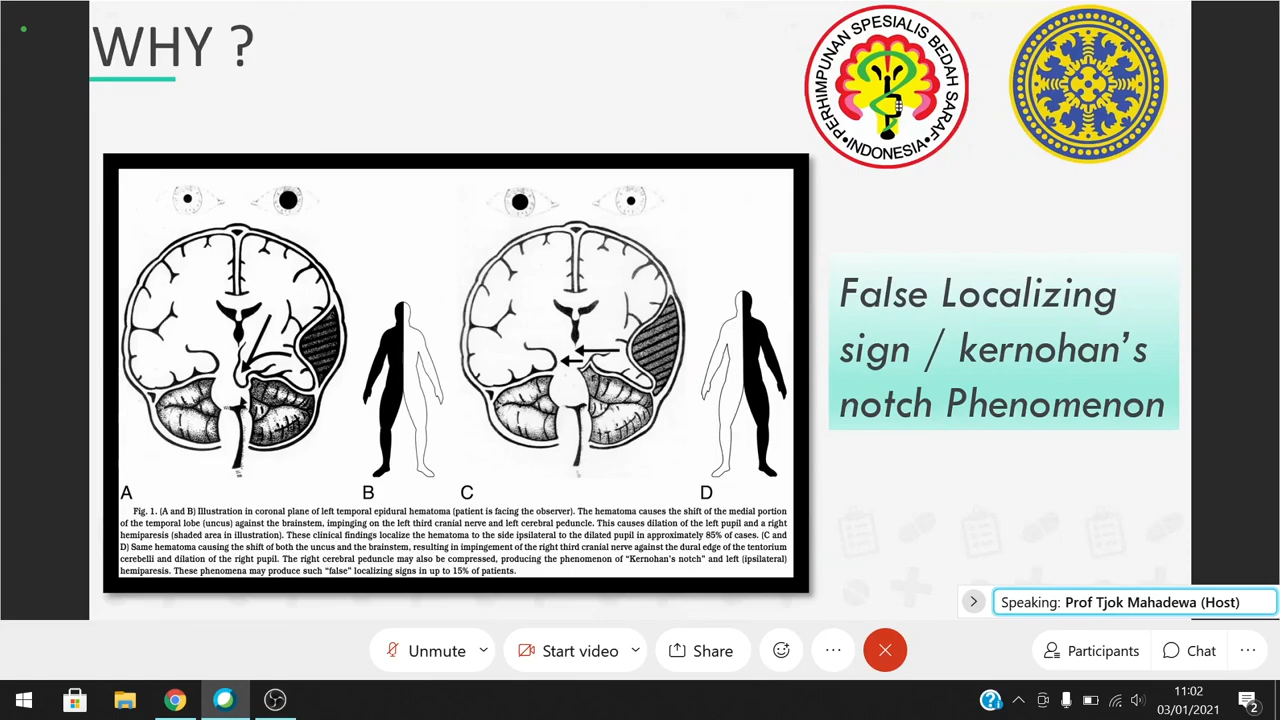 WHY ?
PERHIMPUNAN SPESIALIS BEDAH SARAF
INDONESIA
A
B
C
D
Fig. 1. (A and B) Illustration in coronal plane of left temporal epidural hematoma (patient is facing the observer). The hematoma causes the shift of the medial portion
of the temporal lobe (uncus) against the brainstem, impinging on the left third cranial nerve and left cerebral peduncle. This causes dilation of the left pupil and a right
hemiparesis (shaded area in illustration). These clinical findings localize the hematoma to the side ipsilateral to the dilated pupil in approximately 85% of cases. (C and
D) Same hematoma causing the shift of both the uncus and the brainstem, resulting in impingement of the right third cranial nerve against the dural edge of the tentorium
cerebelli and dilation of the right pupil. The right cerebral peduncle may also be compressed, producing the phenomenon of “Kernohan’s notch” and left (ipsilateral)
hemiparesis. These phenomena may produce such “false” localizing signs in up to 15% of patients.
False Localizing
sign / kernohan’s
notch Phenomenon
Speaking: Prof Tjok Mahadewa (Host)
Unmute
Start video
Share
Participants
Chat
11:02
03/01/2021
2